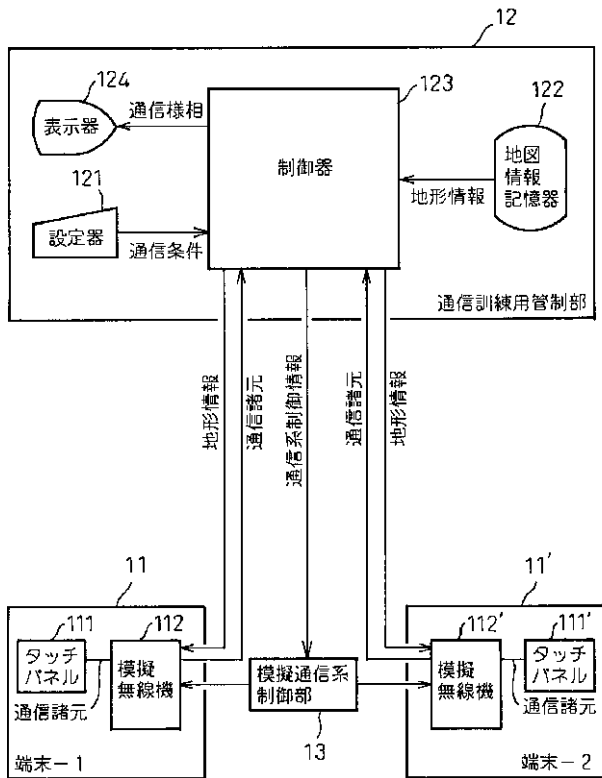 12
124
123
122
表示器
通信様相
制御器
地図
情報
記憶器
地形情報
121
設定器
通信条件
通信訓練用管制部
地形情報
通信諸元
通信系制御情報
通信諸元
地形情報
11
11′
111
112
タッチ
パネル
模擬
無線機
通信諸元
端末-1
模擬通信系
制御部
13
112′
111′
模擬
無線機
タッチ
パネル
通信諸元
端末-2